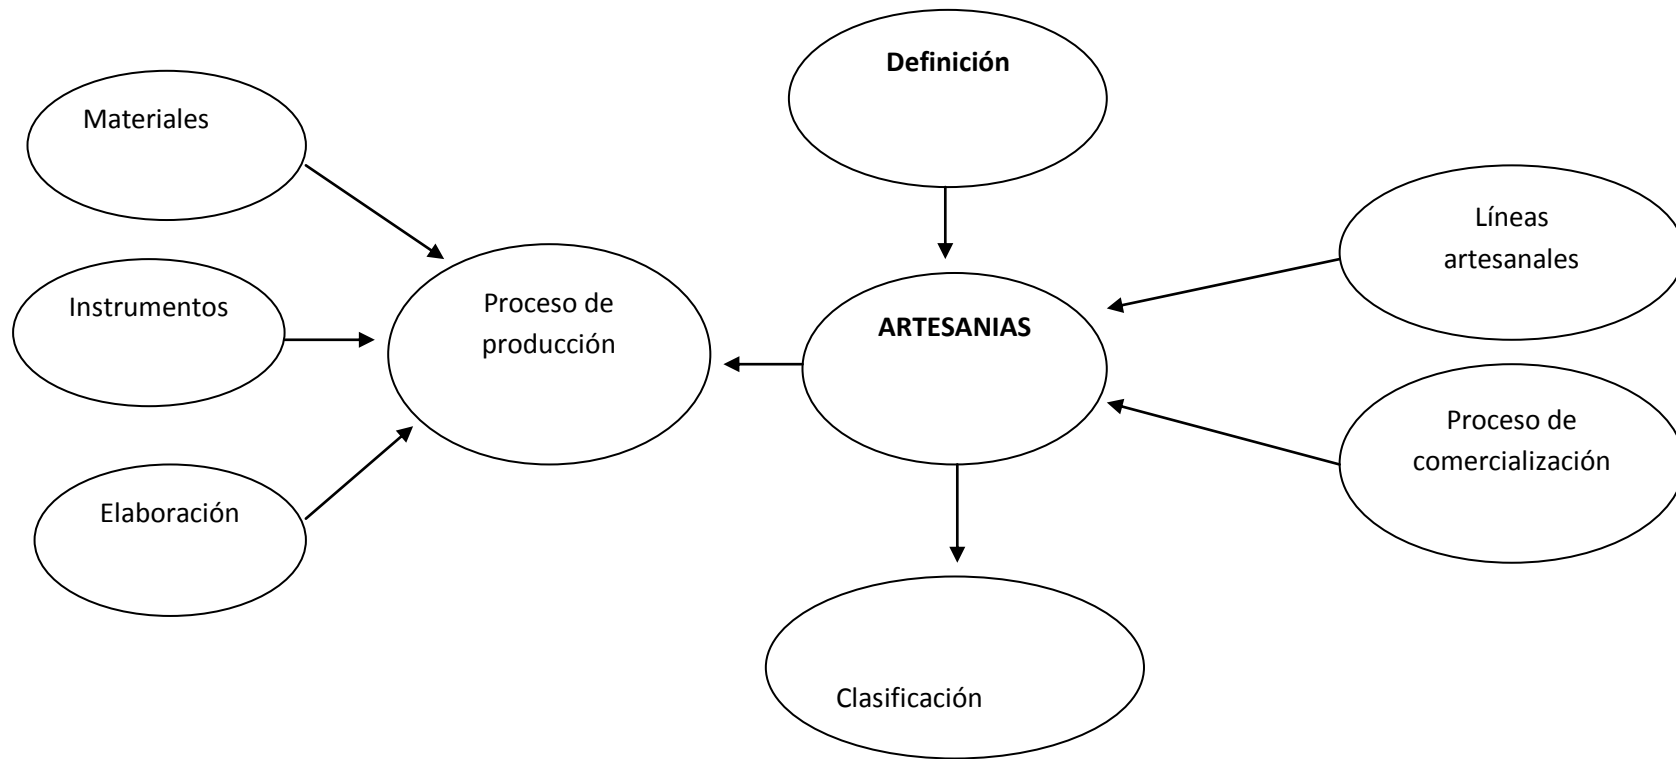 Definición
Materiales
Líneas
artesanales
Instrumentos
Proceso de
producción
ARTESANIAS
Proceso de
comercialización
Elaboración
Clasificación